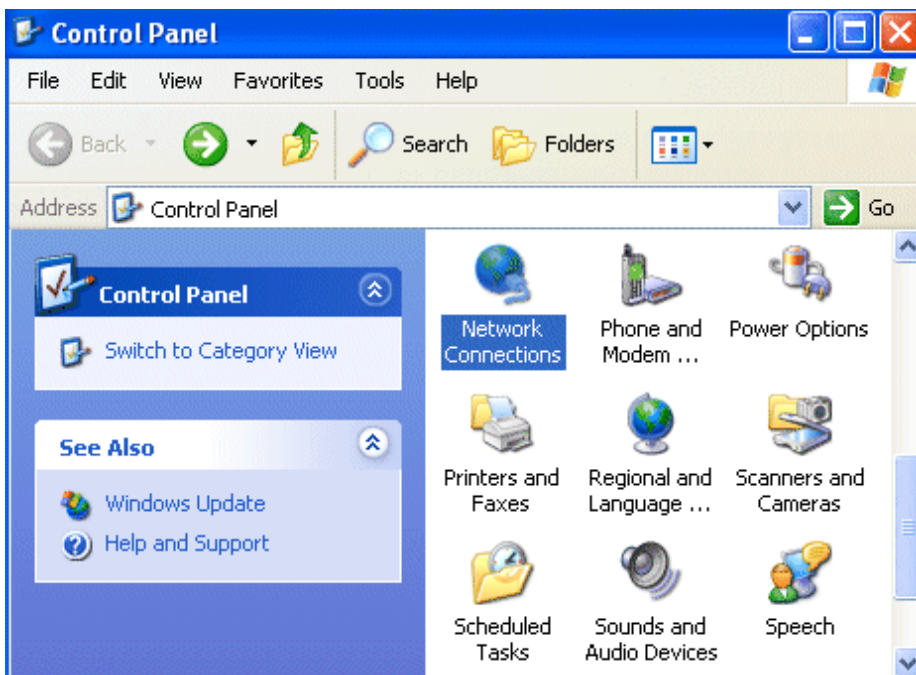 Control Panel
File Edit View Favorites Tools Help
Back Search Folders
Address Control Panel Go
Control Panel
Switch to Category View
See Also
Windows Update
Help and Support
Network
Connections
Phone and
Modem ...
Power Options
Printers and
Faxes
Regional and
Language ...
Scanners and
Cameras
Scheduled
Tasks
Sounds and
Audio Devices
Speech